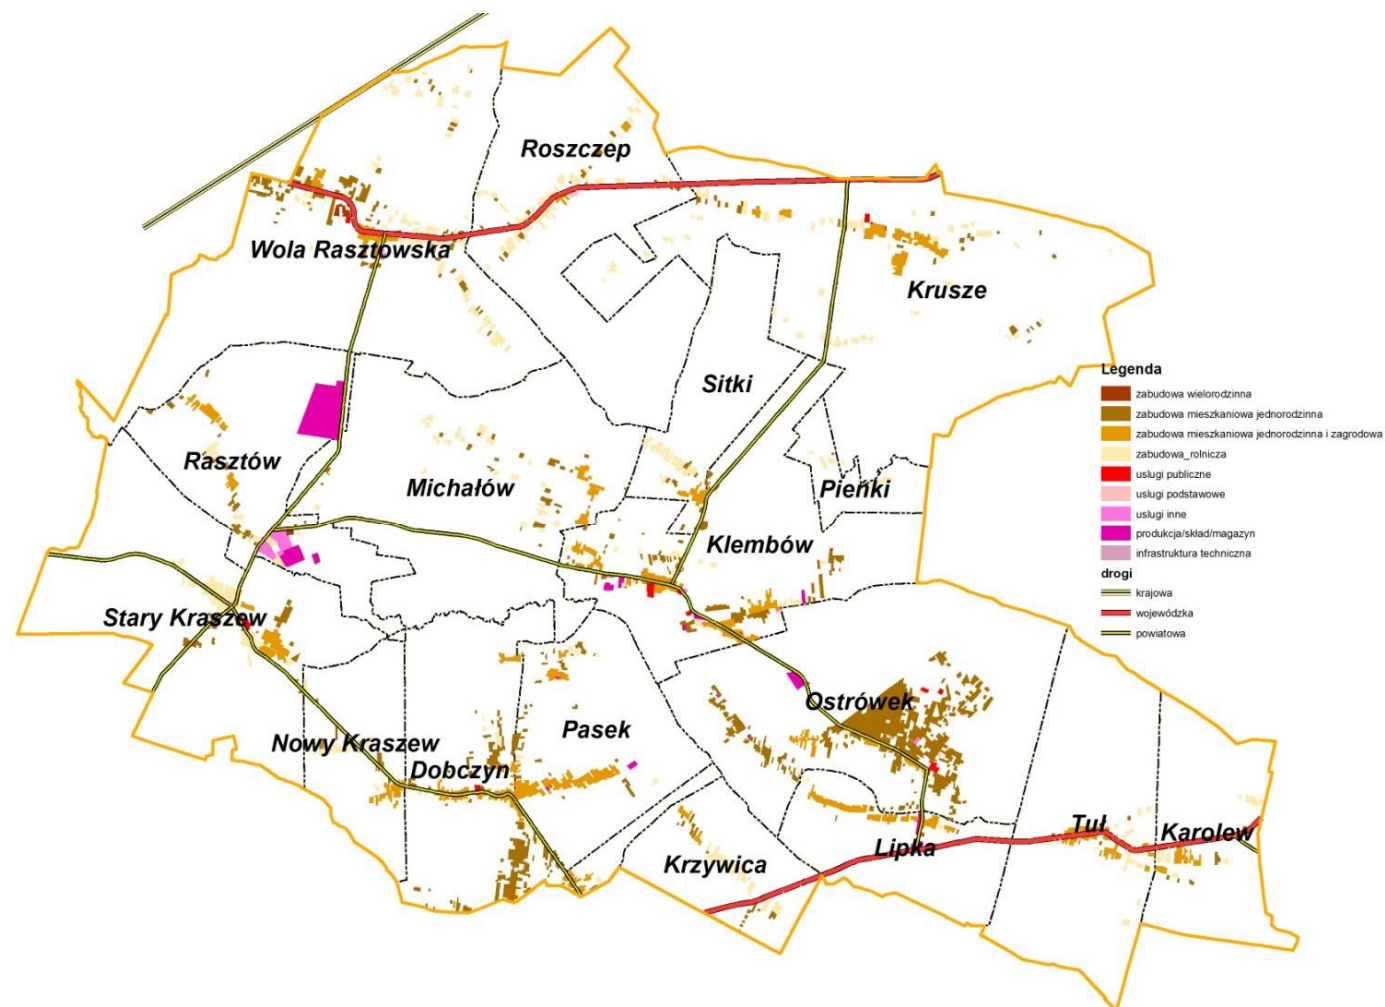 Roszczep
Wola Rasztowska
Krusze
Sitki
Legenda
zabudowa wielorodzinna
zabudowa mieszkaniowa jednorodzinna
zabudowa mieszkaniowa jednorodzinna i zagrodowa
zabudowa_rolnicza
usługi publiczne
usługi podstawowe
usługi inne
produkcja/skład/magazyn
infrastruktura techniczna
drogi
krajowa
wojewódzka
powiatowa
Rasztów
Michałów
Pieńki
Klembów
Stary Kraszew
Ostrówek
Pasek
Nowy Kraszew
Dobczyn
Tuł
Karolew
Lipka
Krzywica